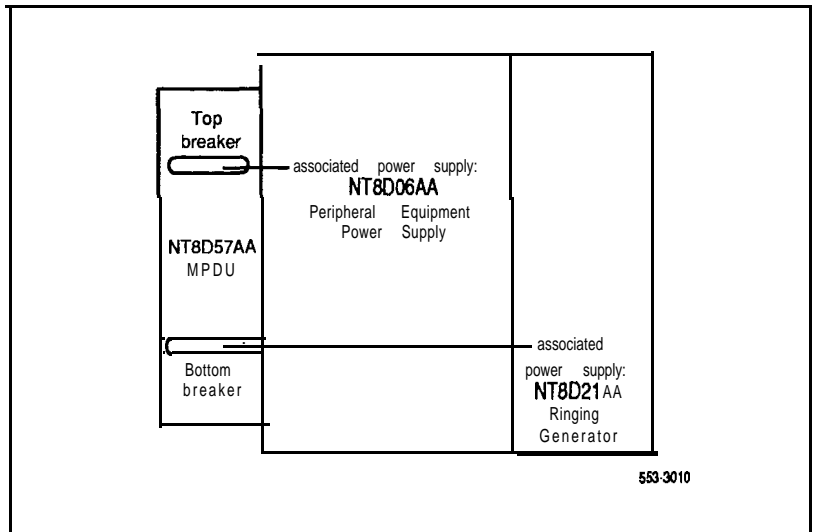 Top
breaker
associated power supply:
NT8D06AA
Peripheral Equipment
Power Supply
NT8D57AA
MPDU
associated
power supply:
NT8D21AA
Ringing
Generator
Bottom
breaker
553-3010